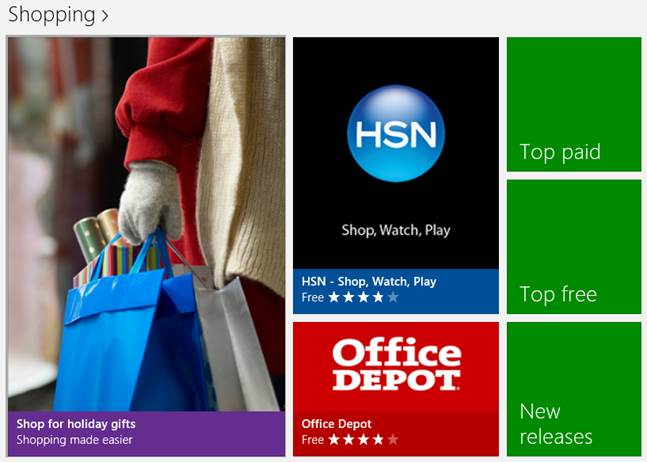 Shopping >
Shop for holiday gifts
Shopping made easier
HSN
Shop, Watch, Play
HSN - Shop, Watch, Play
Free
Office
DEPOT.
Office Depot
Free
Top paid
Top free
New
releases